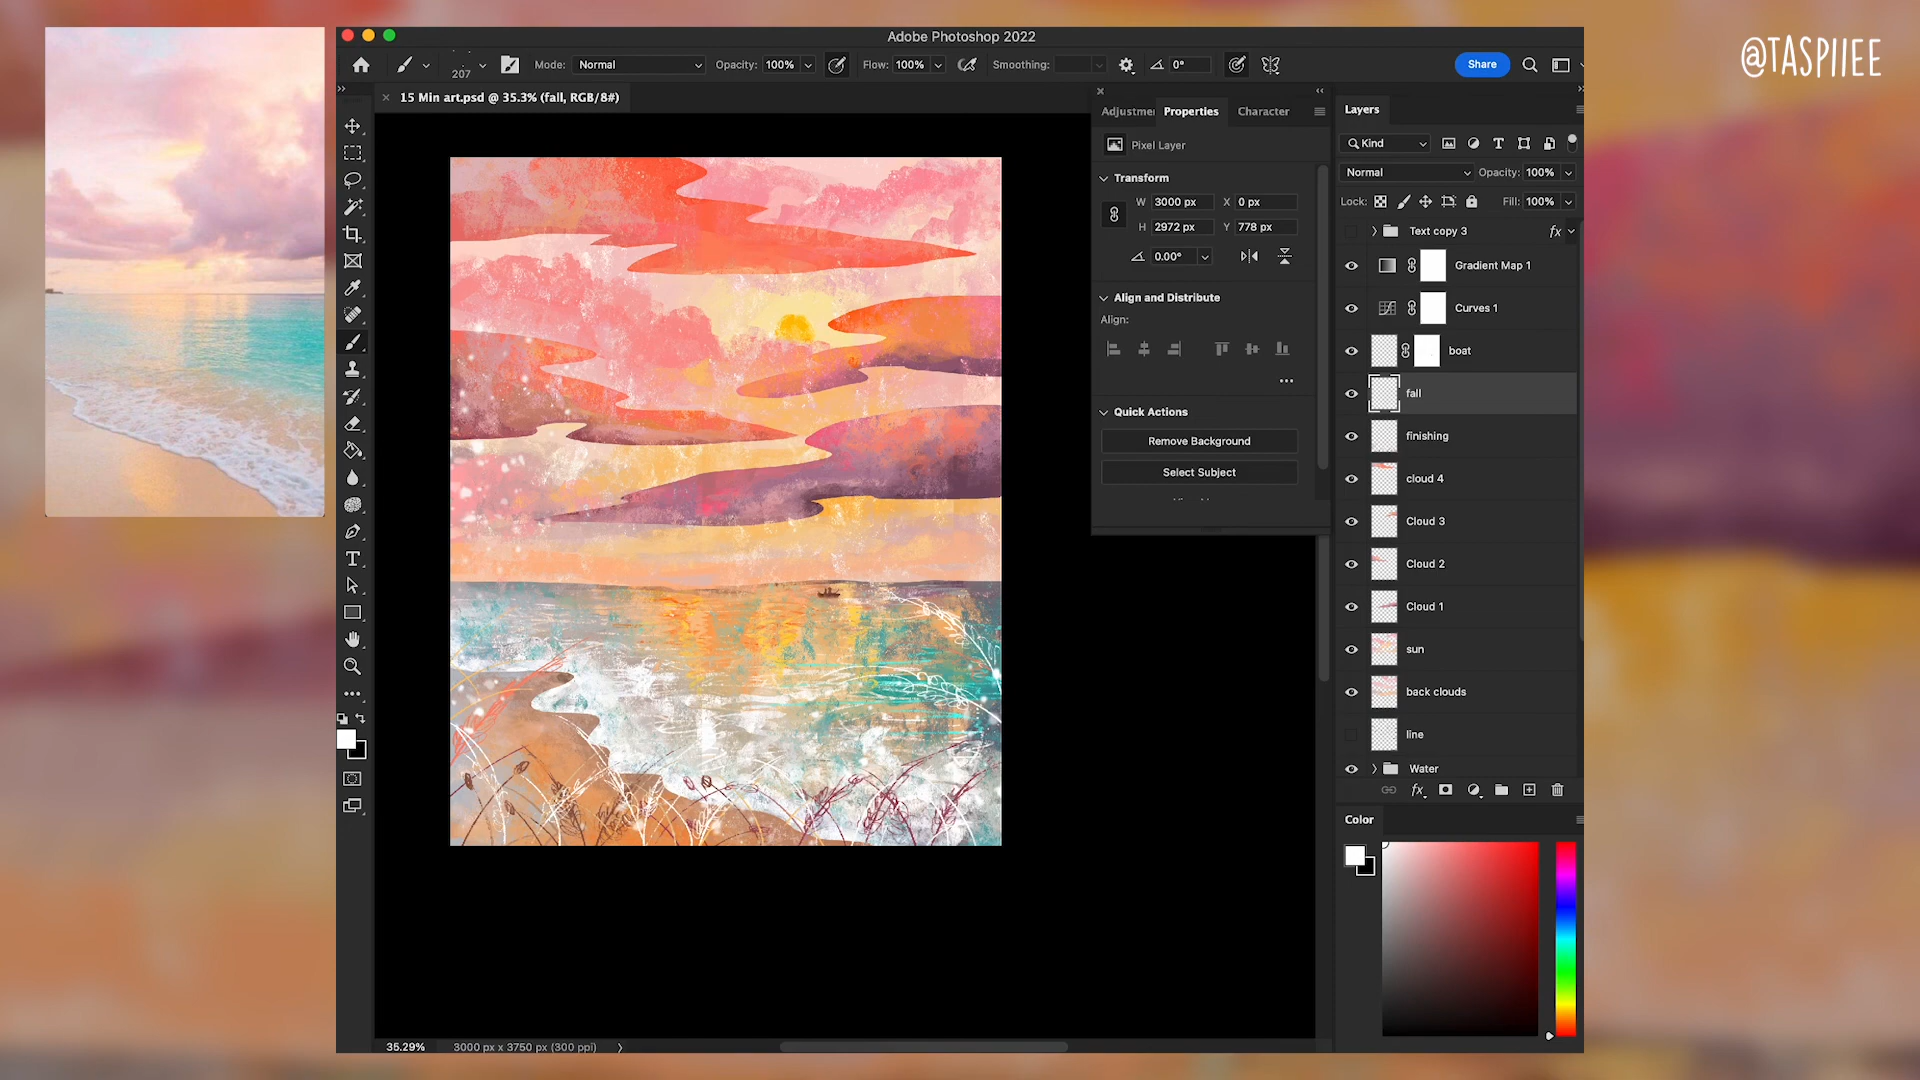 @TASPIIEE
Adobe Photoshop 2022
207
Mode: Normal
Opacity: 100%
Flow: 100%
Smoothing:
0°
Share
15 Min art.psd @ 35.3% (fall, RGB/8#)
Adjustme
Properties
Character
Pixel Layer
Transform
W 3000 px
X 0 px
H 2972 px
Y 778 px
0.00°
Align and Distribute
Align:
Quick Actions
Remove Background
Select Subject
Layers
Kind
Normal
Opacity: 100%
Lock:
Fill: 100%
Text copy 3
fx
Gradient Map 1
Curves 1
boat
fall
finishing
cloud 4
Cloud 3
Cloud 2
Cloud 1
sun
back clouds
line
Water
fx
Color
35.29%
3000 px x 3750 px (300 ppi)